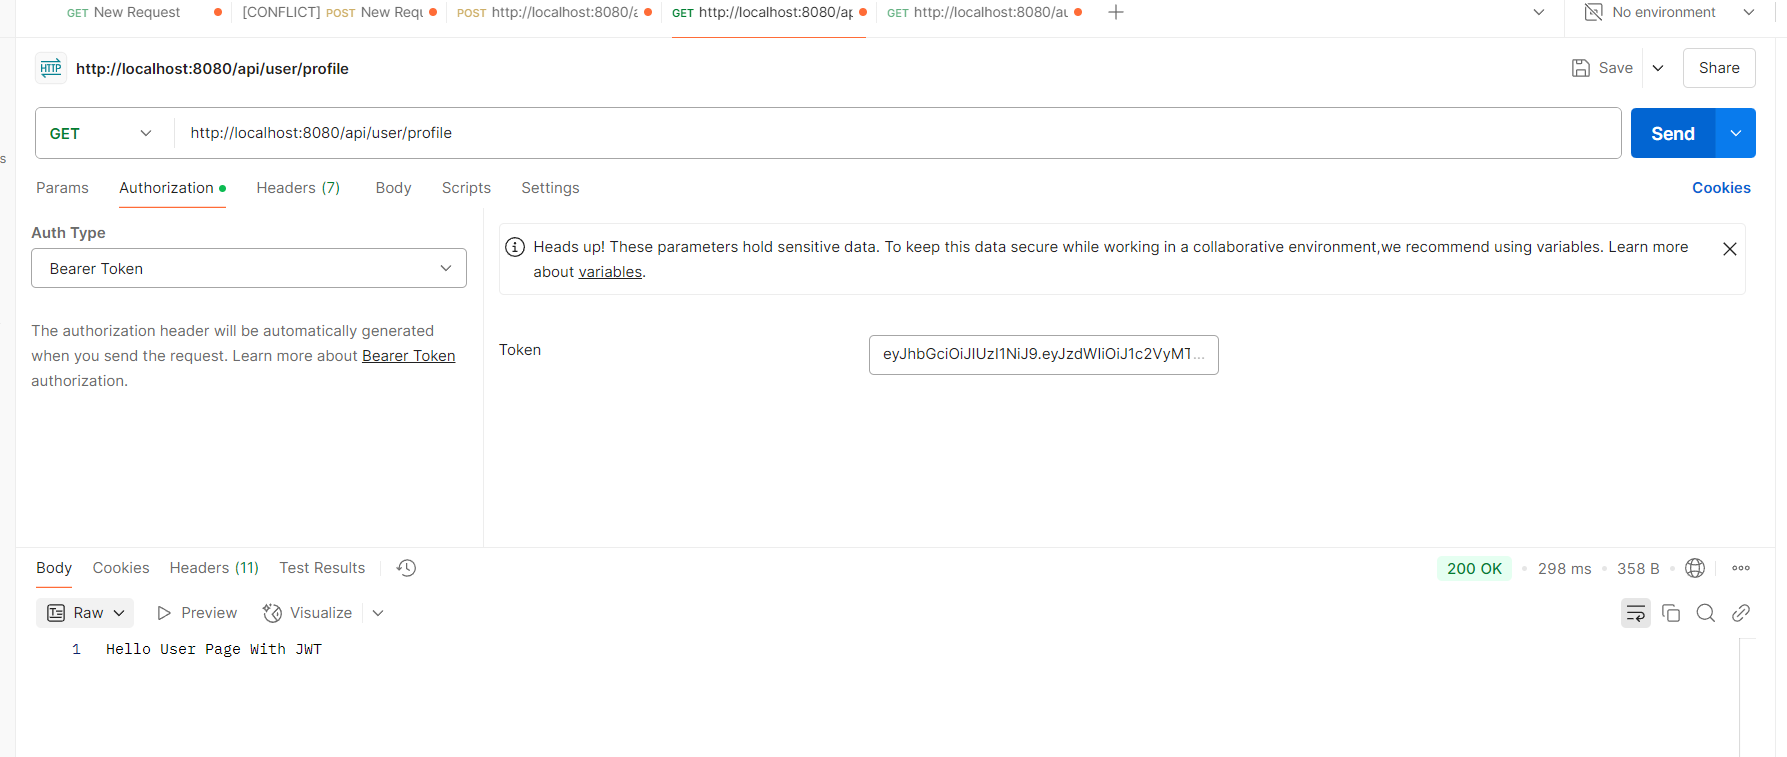 GET New Request
[CONFLICT] POST New Requ
POST http://localhost:8080/a
GET http://localhost:8080/ap
GET http://localhost:8080/au
No environment
HTTP http://localhost:8080/api/user/profile
Save
Share
GET
http://localhost:8080/api/user/profile
Send
s
Params Authorization Headers (7) Body Scripts Settings
Cookies
Auth Type
Bearer Token
The authorization header will be automatically generated
when you send the request. Learn more about Bearer Token
authorization.
Heads up! These parameters hold sensitive data. To keep this data secure while working in a collaborative environment,we recommend using variables. Learn more
about variables.
Token
eyJhbGciOiJIUzI1NiJ9.eyJzdWIiOiJ1c2VyMT...
Body Cookies Headers (11) Test Results
200 OK 298 ms 358 B
Raw Preview Visualize
1 Hello User Page With JWT